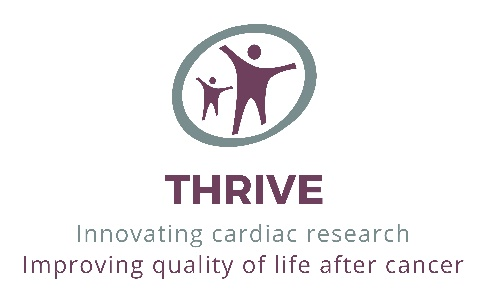 THRIVE
Innovating cardiac research
Improving quality of life after cancer